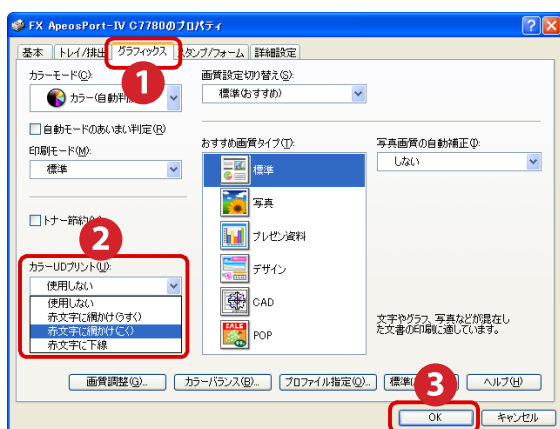 FX ApeosPort-IV C7780のプロパティ
基本 トレイ/排出 グラフィックス スタンプ/フォーム 詳細設定
1
カラーモード(C):
カラー(自動判
自動モードのあいまい判定(R)
印刷モード(M):
標準
トナー節約
2
カラーUDプリント(U):
使用しない
使用しない
赤文字に網かけ(うすく)
赤文字に網かけ(こく)
赤文字に下線
画質設定切り替え(S):
標準(おすすめ)
おすすめ画質タイプ(T):
標準
写真
プレゼン資料
デザイン
CAD
SALE
POP
写真画質の自動補正(I):
しない
文字やグラフ、写真などが混在し
た文書の印刷に適しています。
画質調整(G)... カラーバランス(B)... プロファイル指定(O)... 標準 ヘルプ(H)
3
OK キャンセル